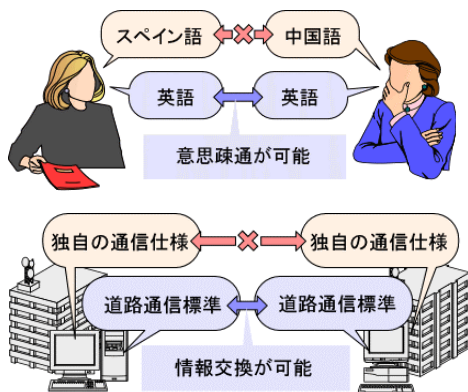 スペイン語
中国語
英語
英語
意思疎通が可能
独自の通信仕様
独自の通信仕様
道路通信標準
道路通信標準
情報交換が可能